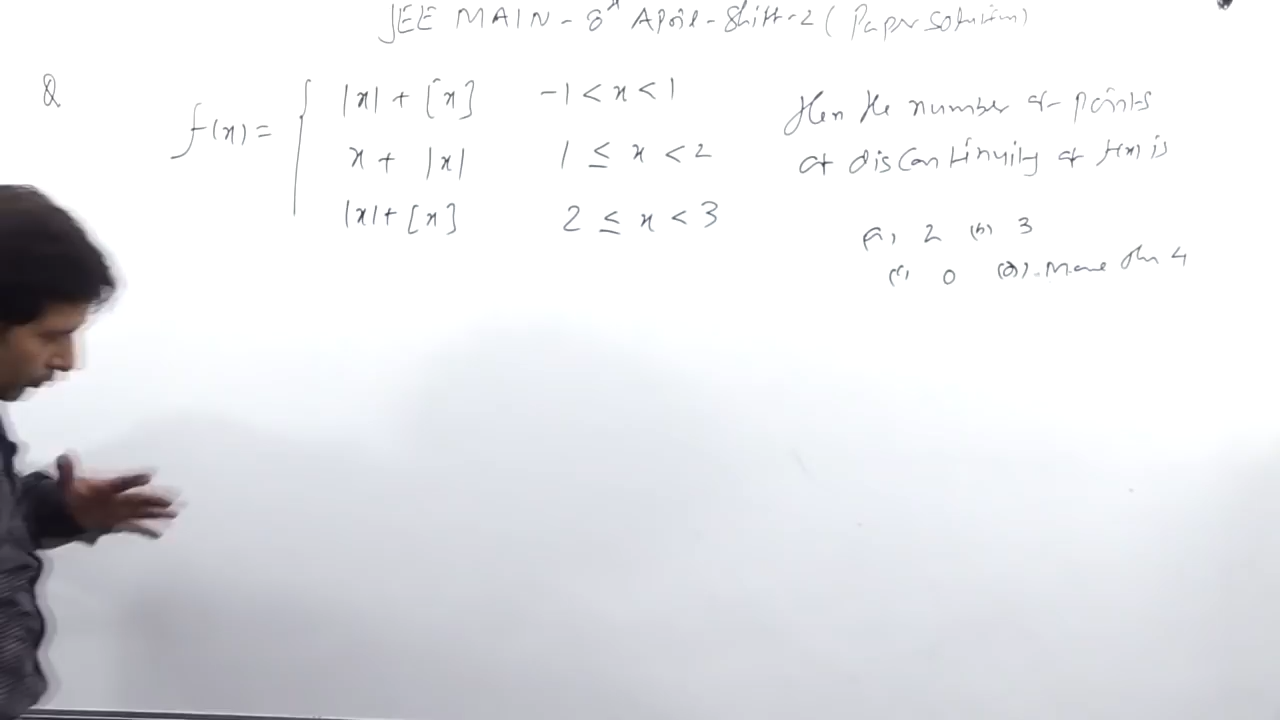 JEE MAIN - 8th April - Shift-2 ( Paper solution)
Q
f(x) = { |x| + [x] -1 < x < 1
x + |x| 1 ≤ x < 2
|x| + [x] 2 ≤ x < 3
then the number of points
of discontinuity of f(x) is
(a), 2 (b) 3
(c), 0 (d). More than 4